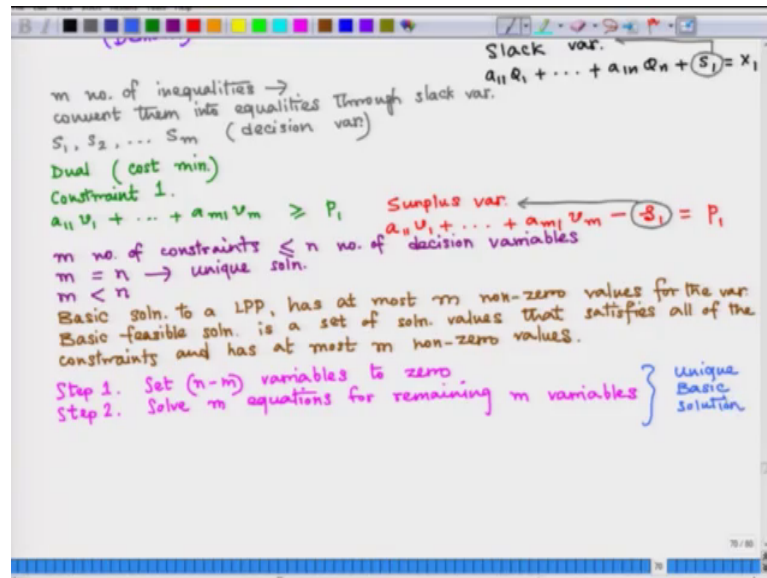 Slack var.
a11 Q1 + ... + a1n Qn + S1 = X1
m no. of inequalities →
convert them into equalities through slack var.
S1, S2, ... Sm (decision var.)
Dual (cost min.)
Constraint 1.
a11 v1 + ... + am1 vm ≥ P1
Surplus var.
a11 v1 + ... + am1 vm - S1 = P1
m no. of constraints ≤ n no. of decision variables
m = n → unique soln.
m < n
Basic soln. to a LPP, has at most m non-zero values for the var.
Basic feasible soln. is a set of soln. values that satisfies all of the
constraints and has at most m non-zero values.
Step 1. Set (n-m) variables to zero
Step 2. Solve m equations for remaining m variables
Unique
Basic
Solution
70 / 80
70